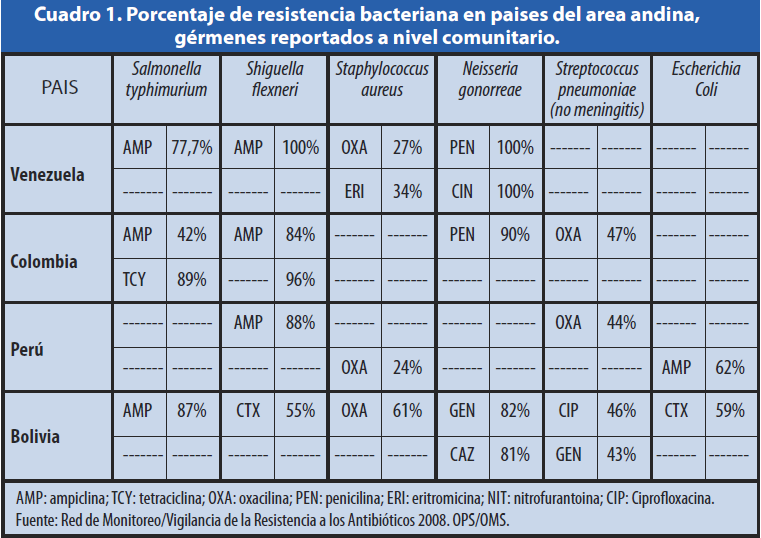 Cuadro 1. Porcentaje de resistencia bacteriana en paises del area andina,
gérmenes reportados a nivel comunitario.
PAIS Salmonella typhimurium Shiguella flexneri Staphylococcus aureus Neisseria gonorreae Streptococcus pneumoniae (no meningitis) Escherichia Coli
Venezuela
AMP 77,7% AMP 100% OXA 27% PEN 100% ------- ------- ------- -------
------- ------- ------- ------- ERI 34% CIN 100% ------- ------- ------- -------
Colombia
AMP 42% AMP 84% ------- ------- PEN 90% OXA 47% ------- -------
TCY 89% ------- 96% ------- ------- ------- ------- ------- ------- ------- -------
Perú
------- ------- AMP 88% ------- ------- ------- ------- OXA 44% ------- -------
------- ------- ------- ------- OXA 24% ------- ------- ------- ------- AMP 62%
Bolivia
AMP 87% CTX 55% OXA 61% GEN 82% CIP 46% CTX 59%
------- ------- ------- ------- ------- ------- CAZ 81% GEN 43% ------- -------
AMP: ampiclina; TCY: tetraciclina; OXA: oxacilina; PEN: penicilina; ERI: eritromicina; NIT: nitrofurantoina; CIP: Ciprofloxacina.
Fuente: Red de Monitoreo/Vigilancia de la Resistencia a los Antibióticos 2008. OPS/OMS.